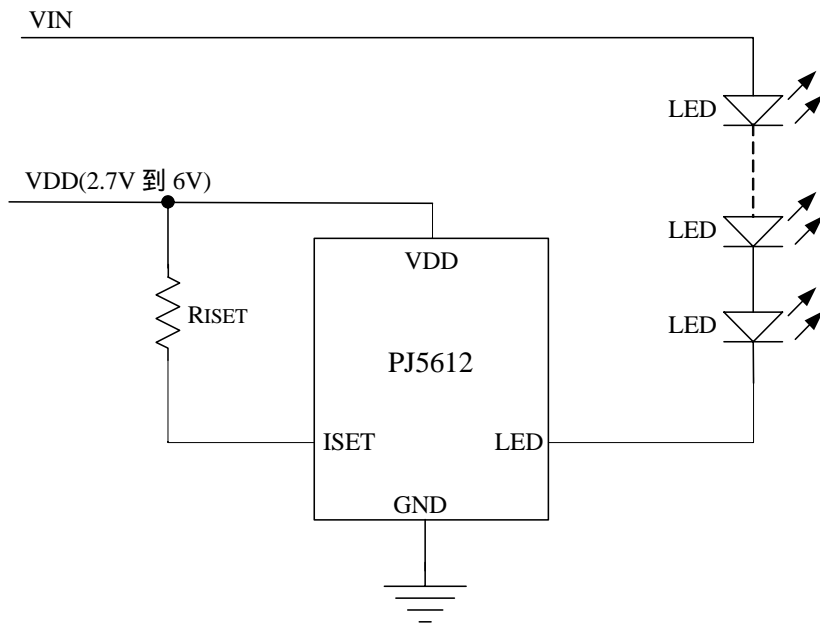 VIN
LED
VDD(2.7V 到 6V)
LED
VDD
RISET
LED
PJ5612
ISET
LED
GND